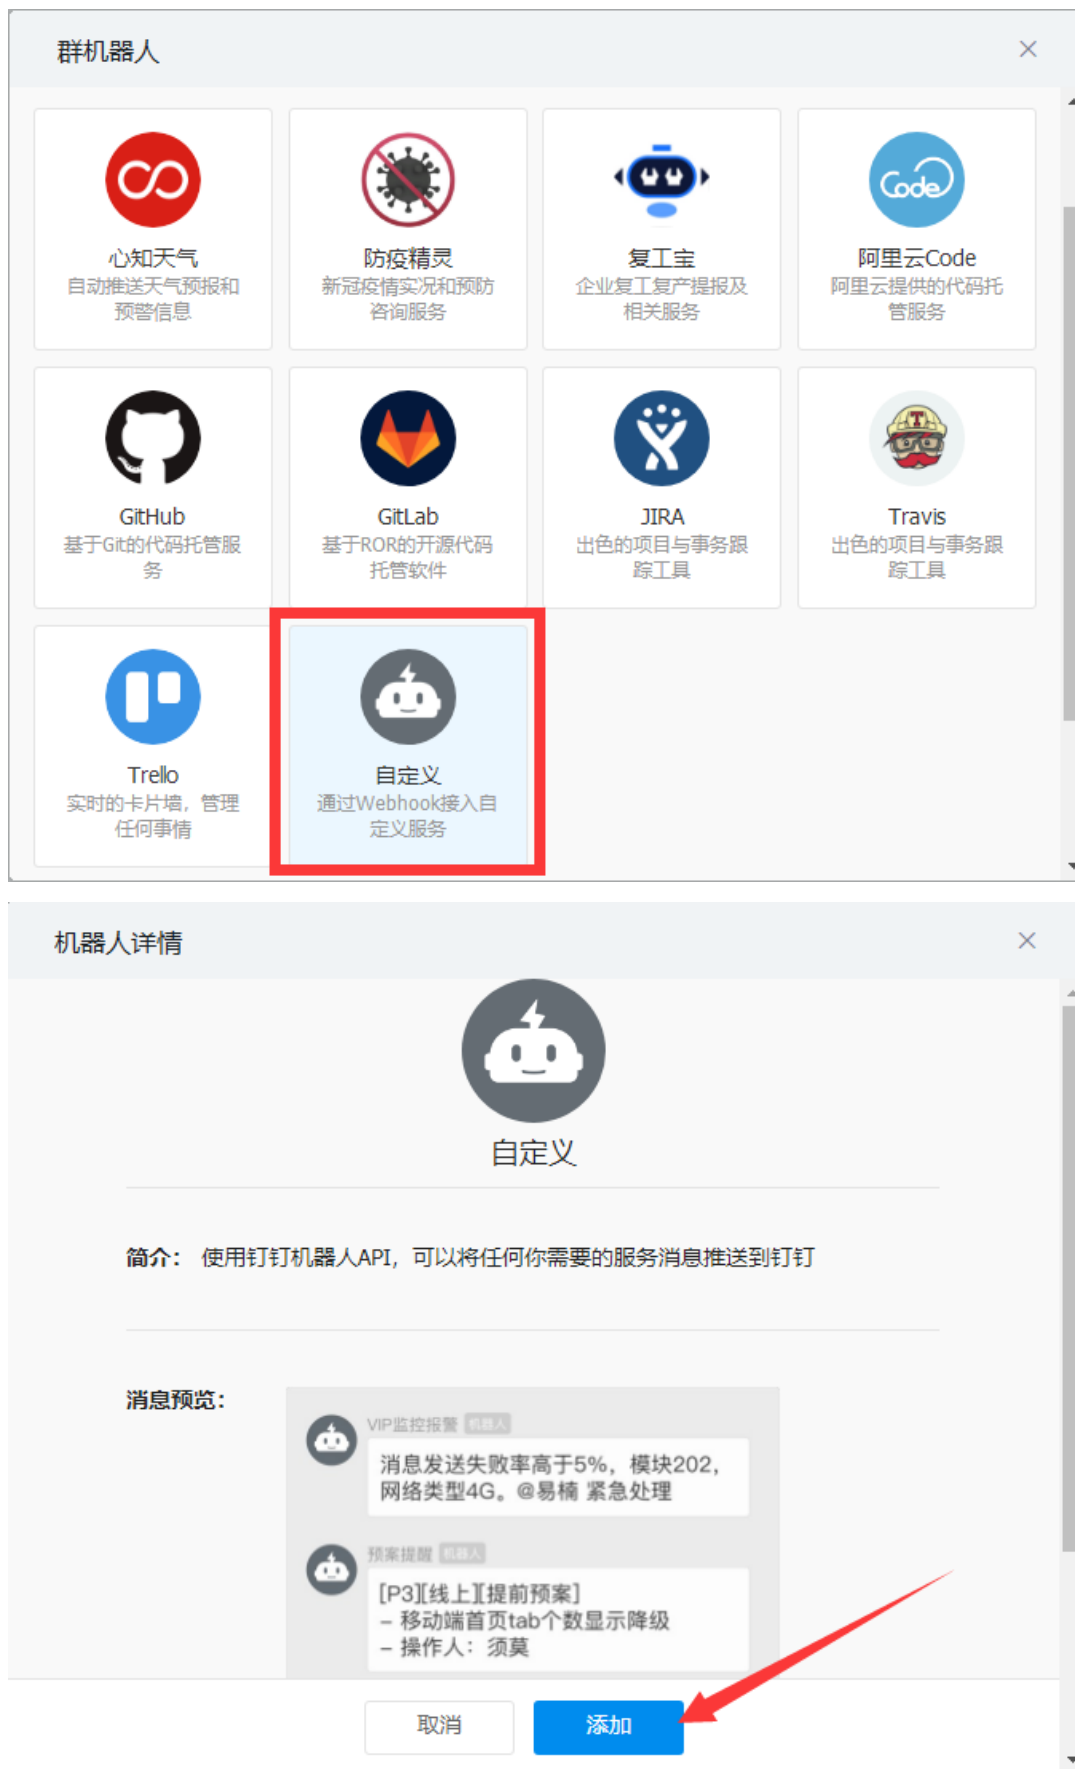 群机器人
心知天气
自动推送天气预报和
预警信息
防疫精灵
新冠疫情实况和预防
咨询服务
复工宝
企业复工复产提报及
相关服务
Code
阿里云Code
阿里云提供的代码托
管服务
GitHub
基于Git的代码托管服
务
GitLab
基于ROR的开源代码
托管软件
JIRA
出色的项目与事务跟
踪工具
T
Travis
出色的项目与事务跟
踪工具
Trello
实时的卡片墙，管理
任何事情
自定义
通过Webhook接入自
定义服务
机器人详情
自定义
简介： 使用钉钉机器人API，可以将任何你需要的服务消息推送到钉钉
消息预览：
VIP监控报警 机器人
消息发送失败率高于5%，模块202，
网络类型4G。@易楠 紧急处理
预案提醒 机器人
[P3][线上][提前预案]
– 移动端首页tab个数显示降级
– 操作人：须莫
取消
添加